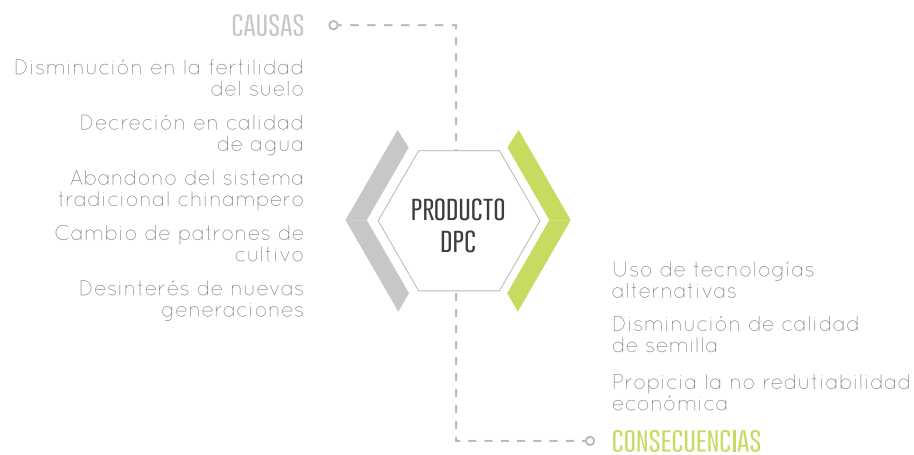 CAUSAS
Disminución en la fertilidad
del suelo
Decreción en calidad
de agua
Abandono del sistema
tradicional chinampero
Cambio de patrones de
cultivo
Desinterés de nuevas
generaciones
PRODUCTO
DPC
Uso de tecnologías
alternativas
Disminución de calidad
de semilla
Propicia la no redutiabilidad
económica
CONSECUENCIAS